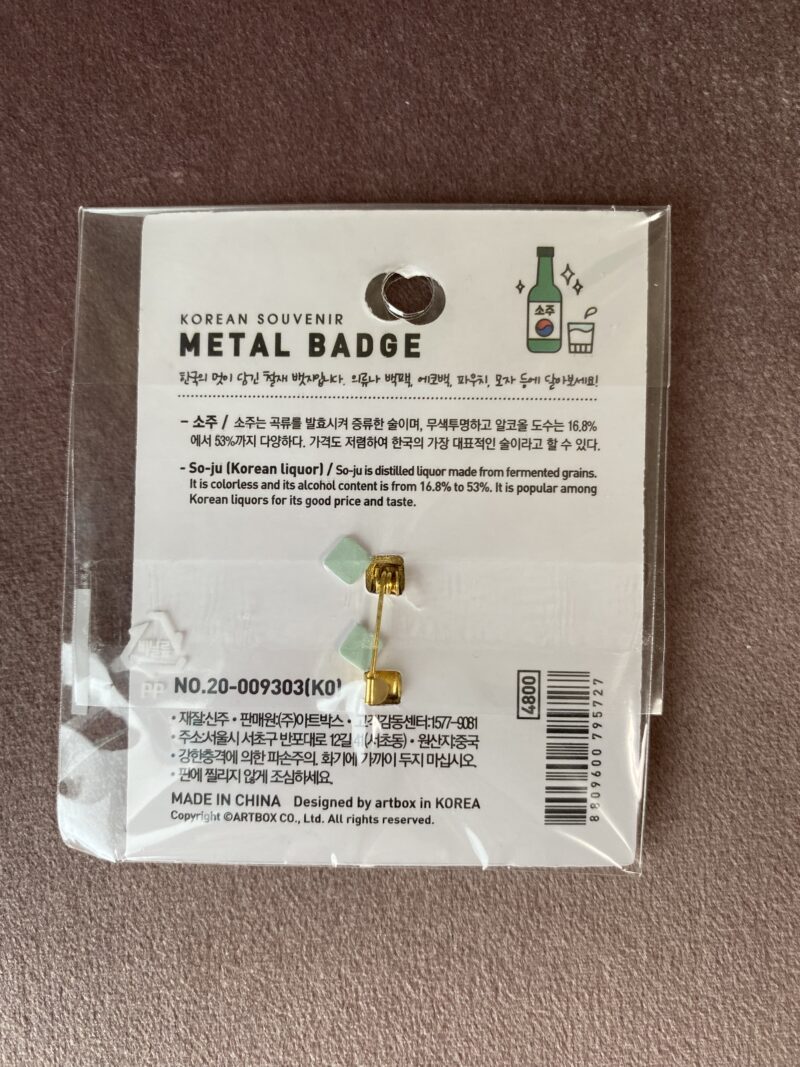 소주
KOREAN SOUVENIR
METAL BADGE
한국의 멋이 담긴 철재 뱃지입니다. 의류나 백팩, 에코백, 파우치, 모자 등에 달아보세요!
- 소주 / 소주는 곡류를 발효시켜 증류한 술이며, 무색투명하고 알코올 도수는 16.8%
에서 53%까지 다양하다. 가격도 저렴하여 한국의 가장 대표적인 술이라고 할 수 있다.
- So-ju (Korean liquor) / So-ju is distilled liquor made from fermented grains.
It is colorless and its alcohol content is from 16.8% to 53%. It is popular among
Korean liquors for its good price and taste.
비닐류
PP
NO.20-009303(K0)
4800
8 809600 795727
• 재질:신주 • 판매원:(주)아트박스 • 고객감동센터:1577-9081
• 주소:서울시 서초구 반포대로 12길 41(서초동) • 원산지:중국
• 강한충격에 의한 파손주의. 화기에 가까이 두지 마십시오.
• 핀에 찔리지 않게 조심하세요.
MADE IN CHINA Designed by artbox in KOREA
Copyright ©ARTBOX CO., Ltd. All rights reserved.